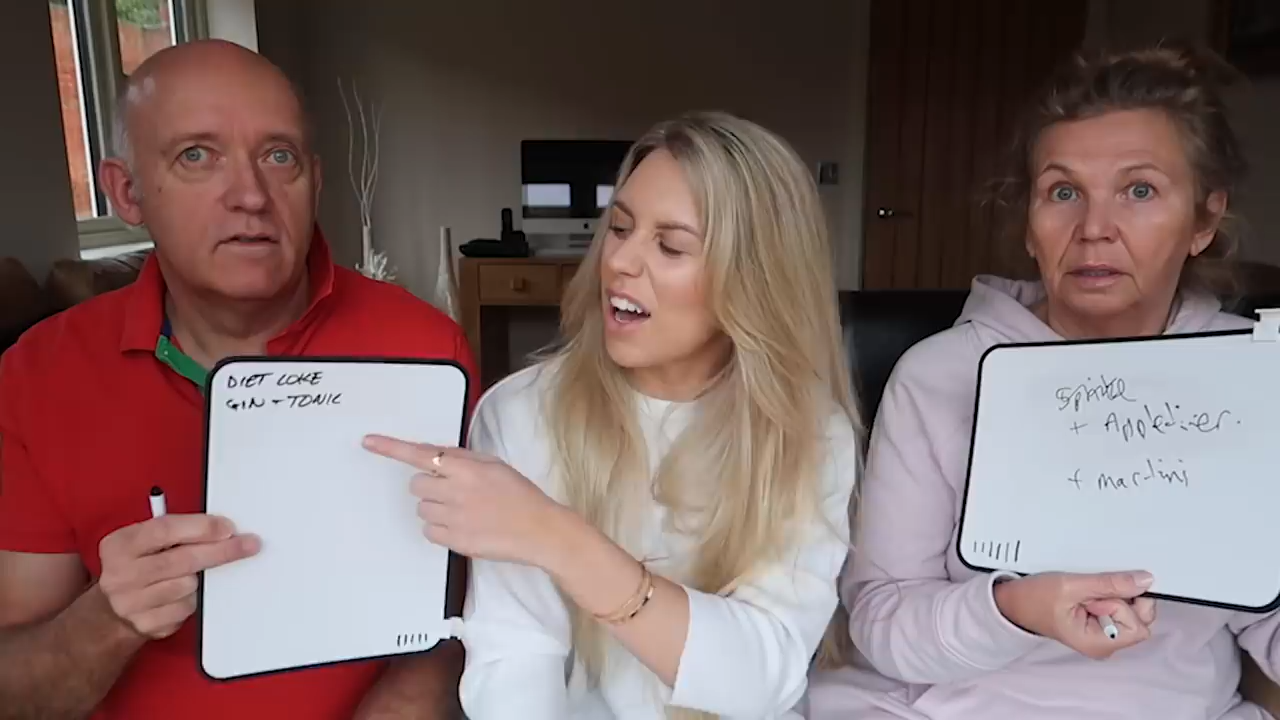 DIET COKE
GIN + TONIC
Sprite
+ Appletiser.
+ martini